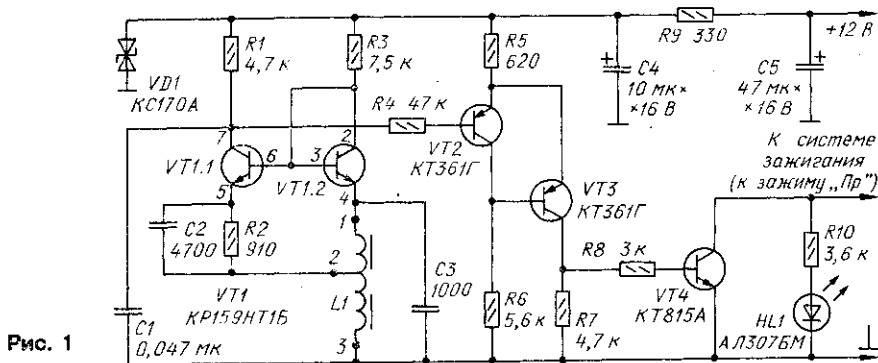 R1
4,7 к
R3
7,5 к
R5
620
R9 330
+12 В
VD1
КС170А
R4 47 к
C4
10 мк×
×16 В
C5
47 мк×
×16 В
7
2
VT2
КТ361Г
К системе
зажигания
(к зажиму „Пр")
VT1.1
6
3
VT1.2
5
4
VT3
КТ361Г
C2
4700
R2
910
1
2
R8
3 к
R10
3,6 к
C3
1000
VT1
КР159НТ1Б
L1
R6
5,6 к
R7
4,7 к
VT4
КТ815А
HL1
АЛ307БМ
C1
0,047 мк
3
Рис. 1